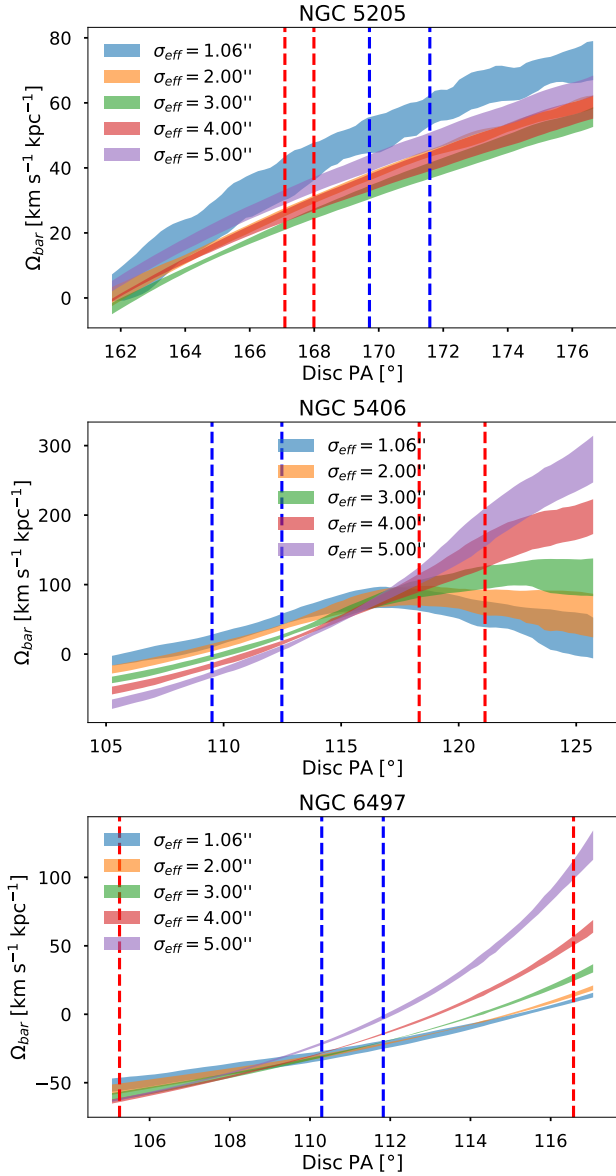 NGC 5205
80
60
40
20
0
Ω_bar [km s⁻¹ kpc⁻¹]
σ_eff = 1.06''
σ_eff = 2.00''
σ_eff = 3.00''
σ_eff = 4.00''
σ_eff = 5.00''
162 164 166 168 170 172 174 176
Disc PA [°]
NGC 5406
300
200
100
0
Ω_bar [km s⁻¹ kpc⁻¹]
σ_eff = 1.06''
σ_eff = 2.00''
σ_eff = 3.00''
σ_eff = 4.00''
σ_eff = 5.00''
105 110 115 120 125
Disc PA [°]
NGC 6497
100
50
0
−50
Ω_bar [km s⁻¹ kpc⁻¹]
σ_eff = 1.06''
σ_eff = 2.00''
σ_eff = 3.00''
σ_eff = 4.00''
σ_eff = 5.00''
106 108 110 112 114 116
Disc PA [°]